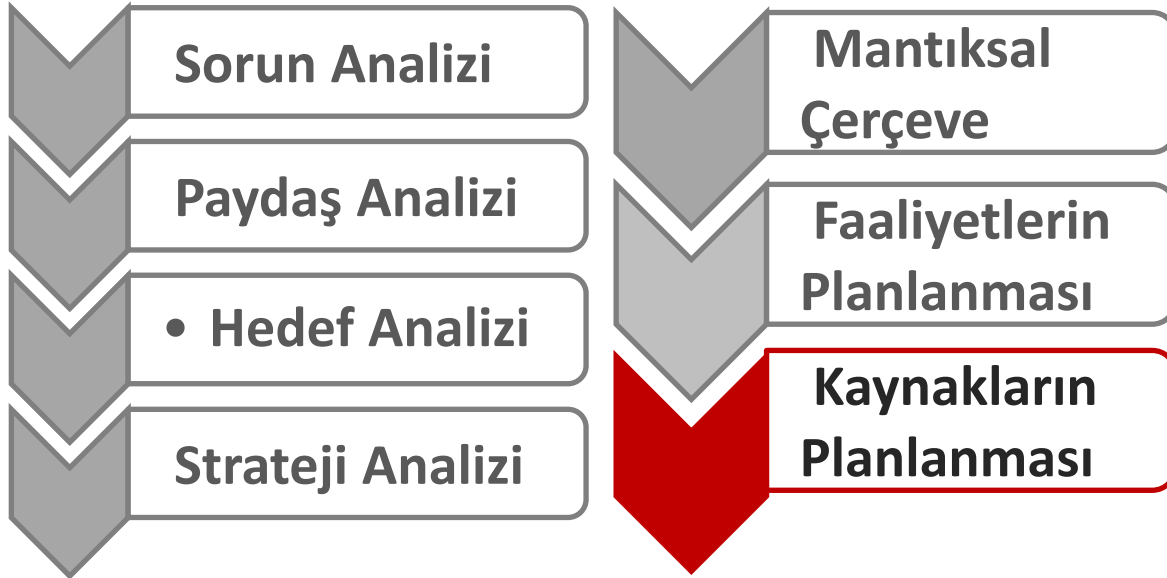 Sorun Analizi
Paydaş Analizi
• Hedef Analizi
Strateji Analizi
Mantıksal
Çerçeve
Faaliyetlerin
Planlanması
Kaynakların
Planlanması